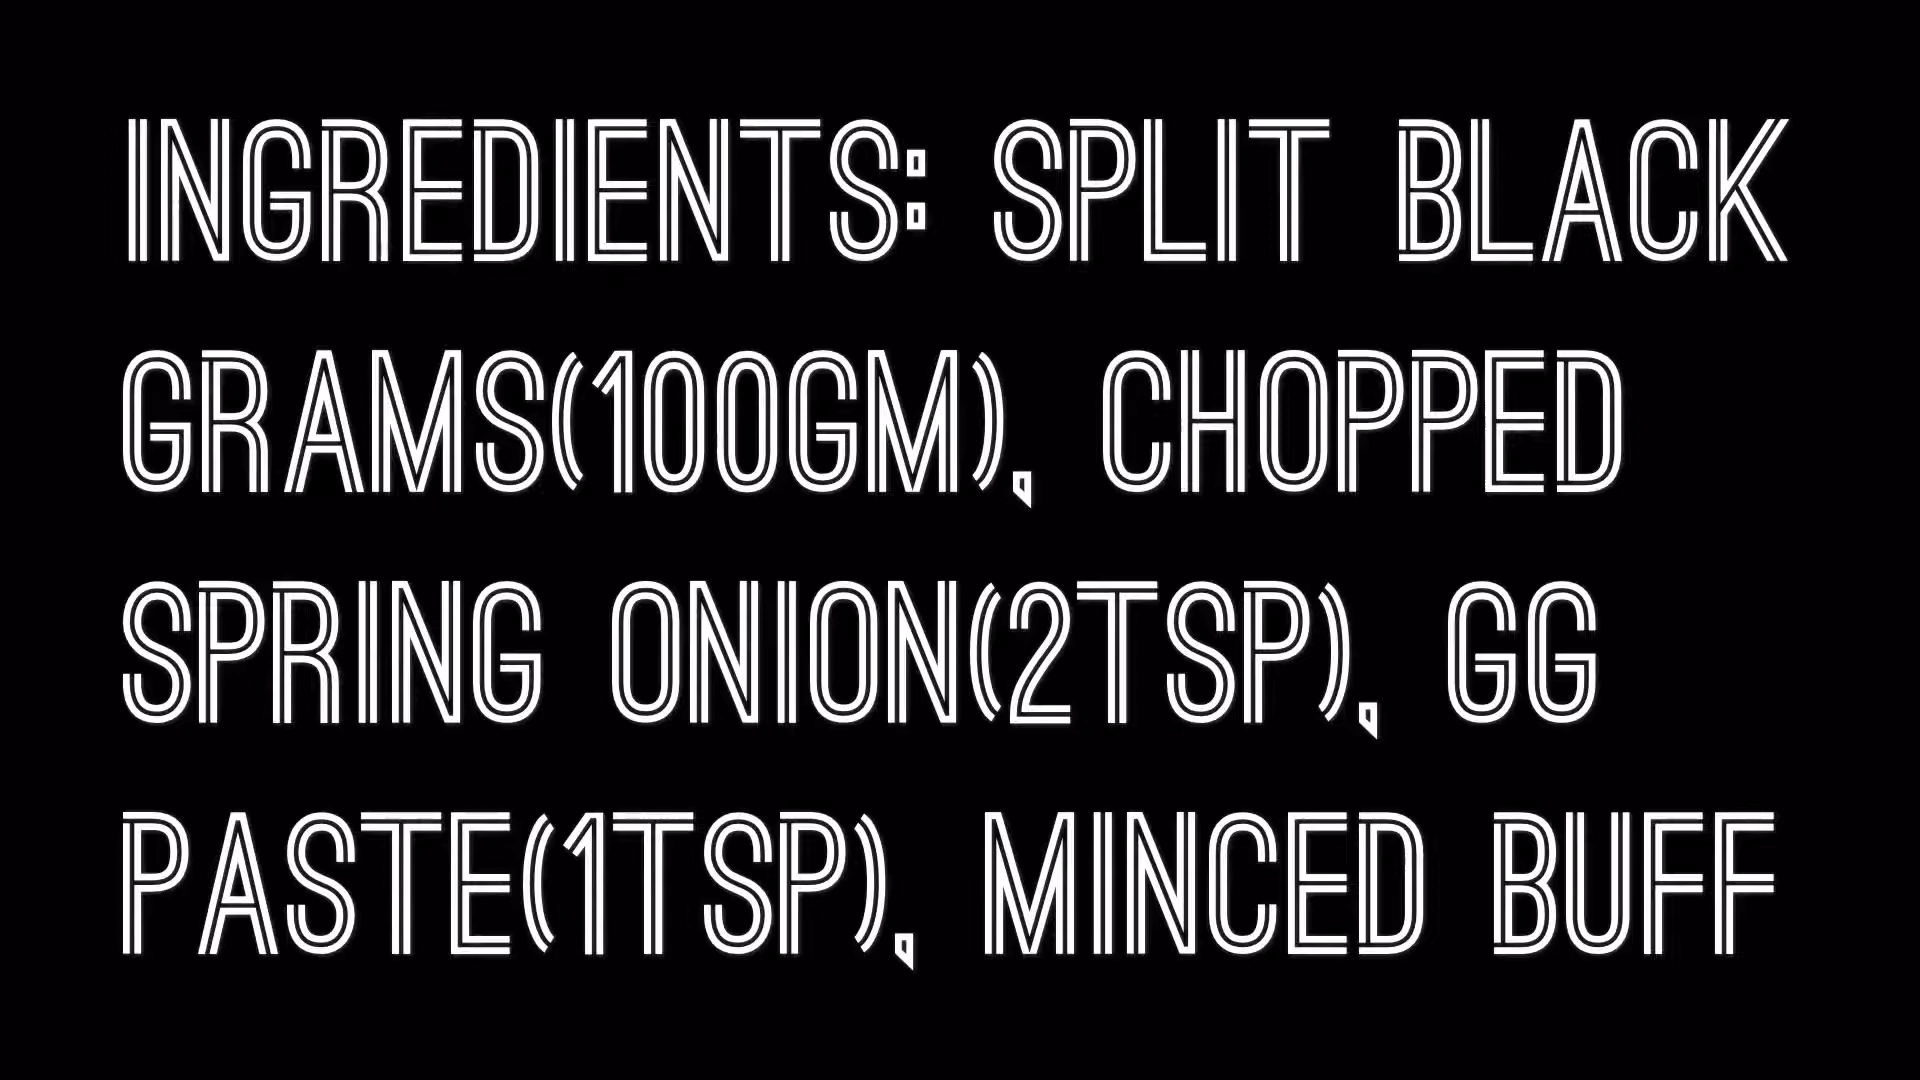 INGREDIENTS: SPLIT BLACK
GRAMS(100GM), CHOPPED
SPRING ONION(2TSP), GG
PASTE(1TSP), MINCED BUFF